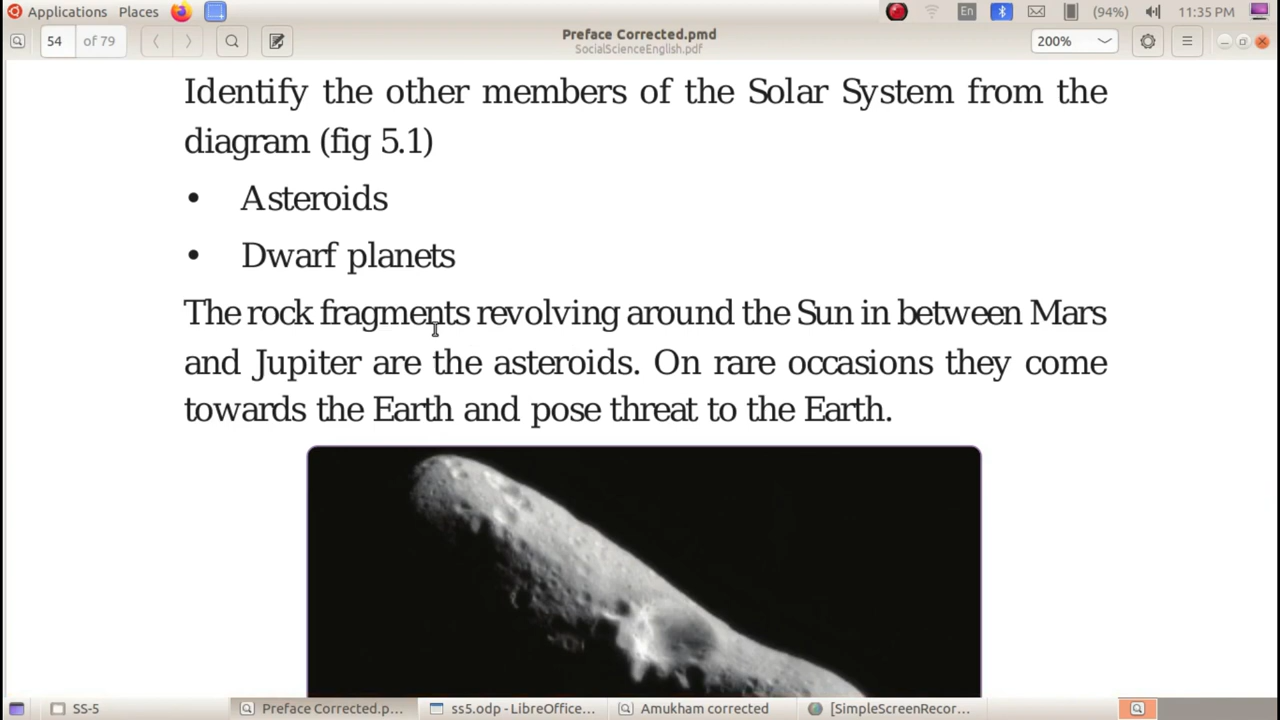 Applications Places En (94%) 11:35 PM
54 of 79 Preface Corrected.pmd 200%
SocialScienceEnglish.pdf
Identify the other members of the Solar System from the
diagram (fig 5.1)
• Asteroids
• Dwarf planets
The rock fragments revolving around the Sun in between Mars
and Jupiter are the asteroids. On rare occasions they come
towards the Earth and pose threat to the Earth.
SS-5 Preface Corrected.p... ss5.odp - LibreOffice... Amukham corrected [SimpleScreenRecor...